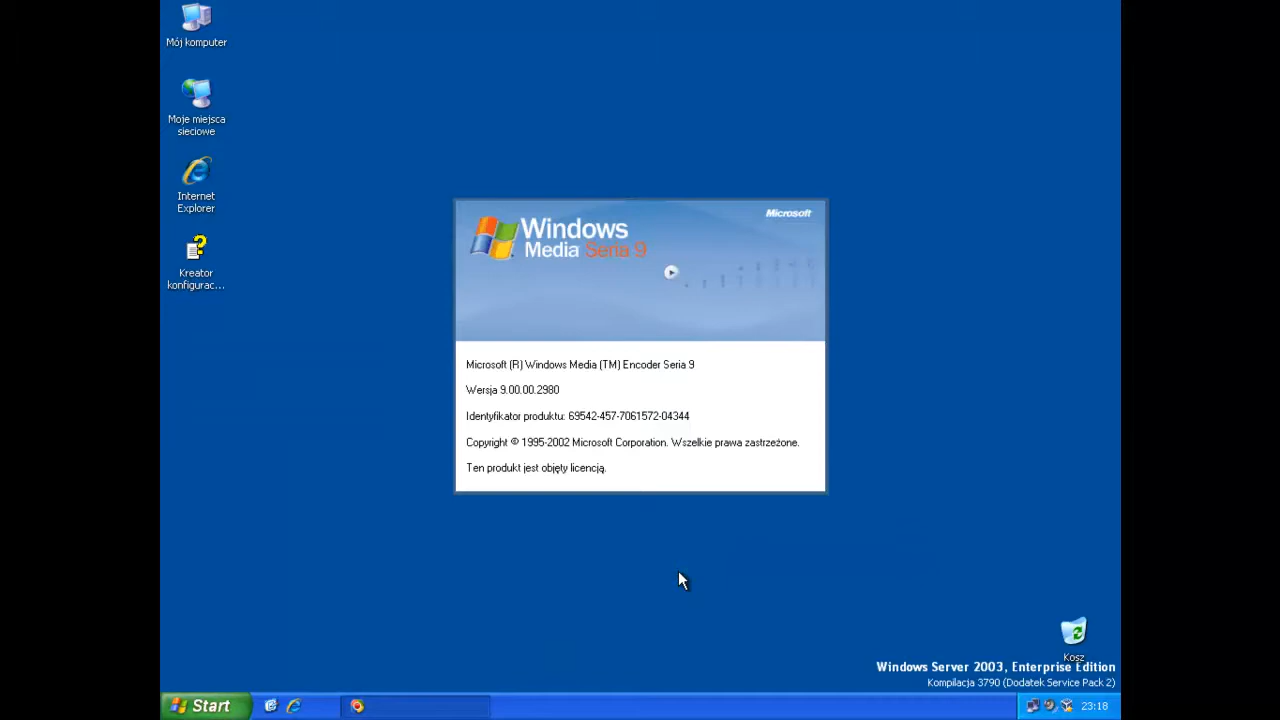 Mój komputer
Moje miejsca
sieciowe
Internet
Explorer
Kreator
konfigurac...
Microsoft
Windows
Media Seria 9
Microsoft (R) Windows Media (TM) Encoder Seria 9
Wersja 9.00.00.2980
Identyfikator produktu: 69542-457-7061572-04344
Copyright © 1995-2002 Microsoft Corporation. Wszelkie prawa zastrzeżone.
Ten produkt jest objęty licencją.
Kosz
Windows Server 2003, Enterprise Edition
Kompilacja 3790 (Dodatek Service Pack 2)
Start
23:18